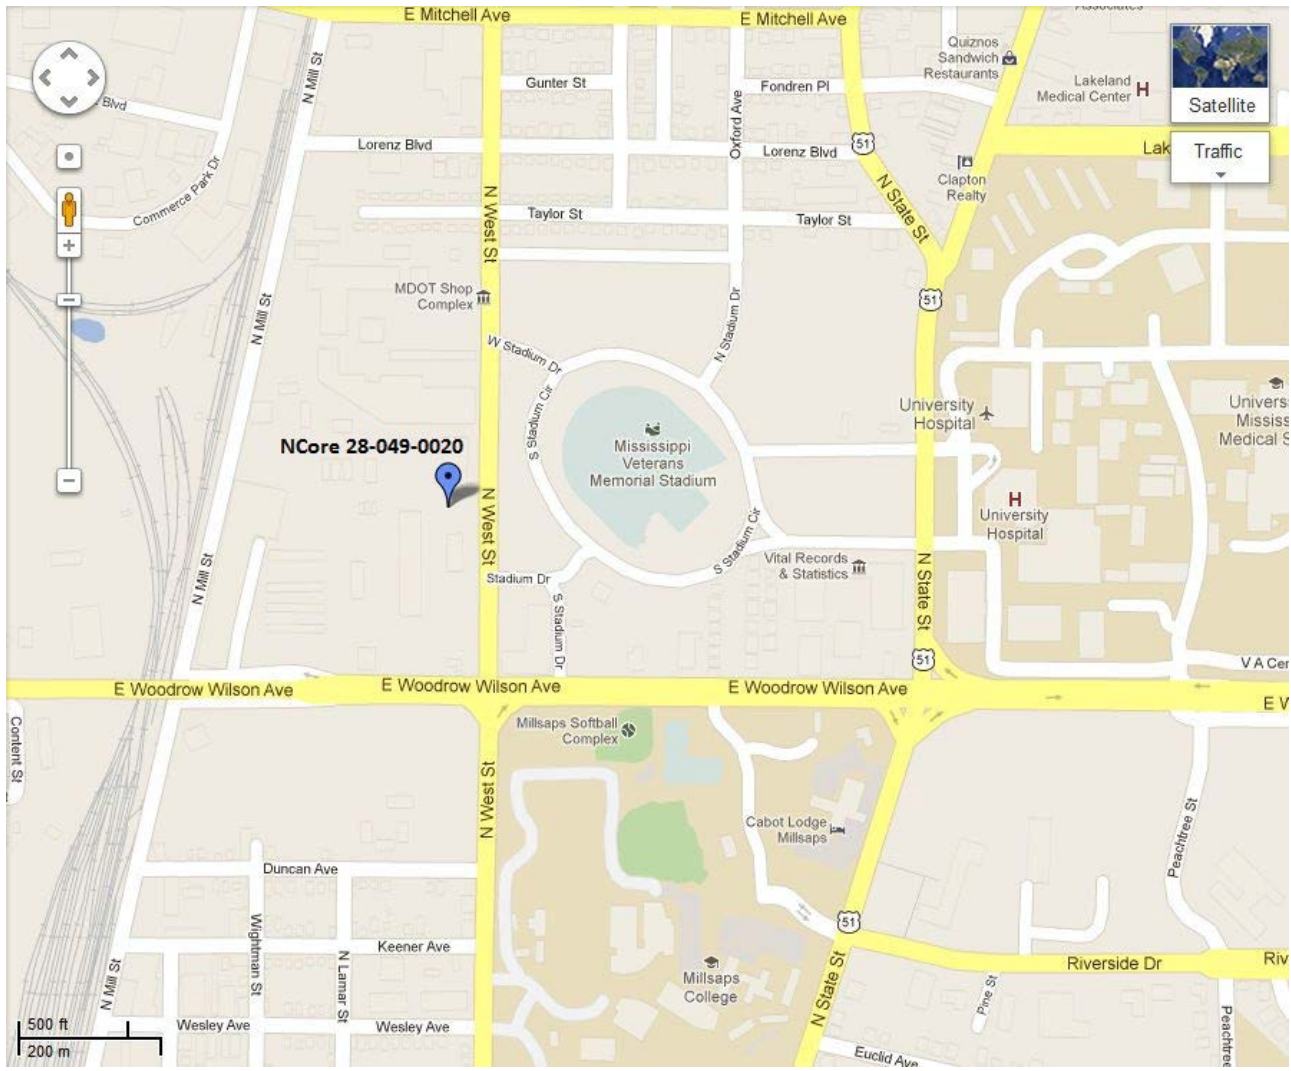 E Mitchell Ave
E Mitchell Ave
Associates
Quiznos
Sandwich
Restaurants
Lakeland
Medical Center
H
Satellite
Traffic
Lak
N Mill St
Blvd
Gunter St
Fondren Pl
Oxford Ave
Lorenz Blvd
Lorenz Blvd
51
Clapton
Realty
Commerce Park Dr
N West St
Taylor St
Taylor St
N State St
MDOT Shop
Complex
51
N Mill St
N Stadium Dr
W Stadium Dr
S Stadium Cir
University
Hospital
Univers
Mississ
Medical S
NCore 28-049-0020
Mississippi
Veterans
Memorial Stadium
H
University
Hospital
N West St
S Stadium Cir
Vital Records
& Statistics
N Mill St
Stadium Dr
S Stadium Dr
N State St
51
V A Cer
E Woodrow Wilson Ave
E Woodrow Wilson Ave
E Woodrow Wilson Ave
E W
Content St
Millsaps Softball
Complex
N West St
Cabot Lodge
Millsaps
Peachtree St
Duncan Ave
51
Wightman St
Keener Ave
N Lamar St
Riverside Dr
Riv
Millsaps
College
N Mill St
N State St
Pine St
Peachtree
Wesley Ave
Wesley Ave
Euclid Ave
500 ft
200 m